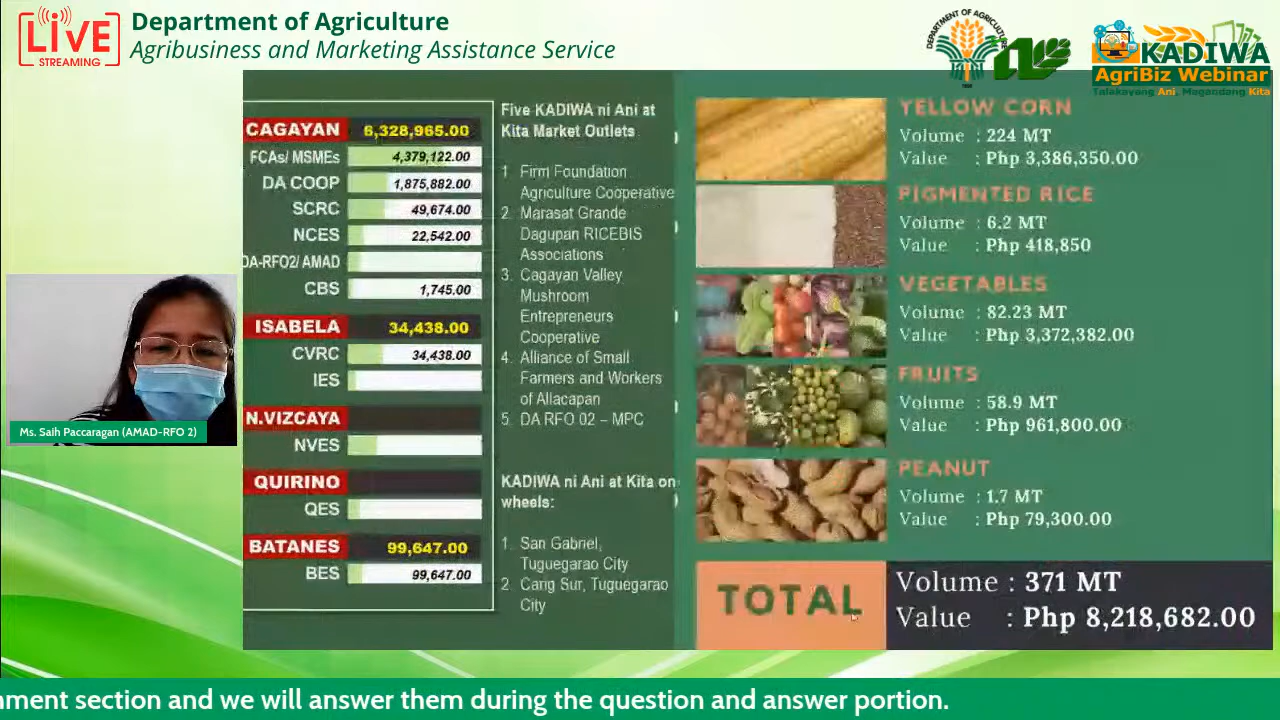 LIVE
STREAMING
Department of Agriculture
Agribusiness and Marketing Assistance Service
DEPARTMENT OF AGRICULTURE
KADIWA
AgriBiz Webinar
Talakayang Ani, Magandang Kita
CAGAYAN 6,328,965.00
FCAs/ MSMEs 4,379,122.00
DA COOP 1,875,882.00
SCRC 49,674.00
NCES 22,542.00
DA-RFO2/ AMAD
CBS 1,745.00
ISABELA 34,438.00
CVRC 34,438.00
IES
N.VIZCAYA
NVES
QUIRINO
QES
BATANES 99,647.00
BES 99,647.00
Five KADIWA ni Ani at
Kita Market Outlets
1 Firm Foundation
Agriculture Cooperative
2. Marasat Grande
Dagupan RICEBIS
Associations
3. Cagayan Valley
Mushroom
Entrepreneurs
Cooperative
4. Alliance of Small
Farmers and Workers
of Allacapan
5. DA RFO 02 – MPC
KADIWA ni Ani at Kita on
wheels:
1. San Gabriel,
Tuguegarao City
2. Carig Sur, Tuguegarao
City
YELLOW CORN
Volume : 224 MT
Value : Php 3,386,350.00
PIGMENTED RICE
Volume : 6.2 MT
Value : Php 418,850
VEGETABLES
Volume : 82.23 MT
Value : Php 3,372,382.00
FRUITS
Volume : 58.9 MT
Value : Php 961,800.00
PEANUT
Volume : 1.7 MT
Value : Php 79,300.00
TOTAL
Volume : 371 MT
Value : Php 8,218,682.00
Ms. Saih Paccaragan (AMAD-RFO 2)
nment section and we will answer them during the question and answer portion.